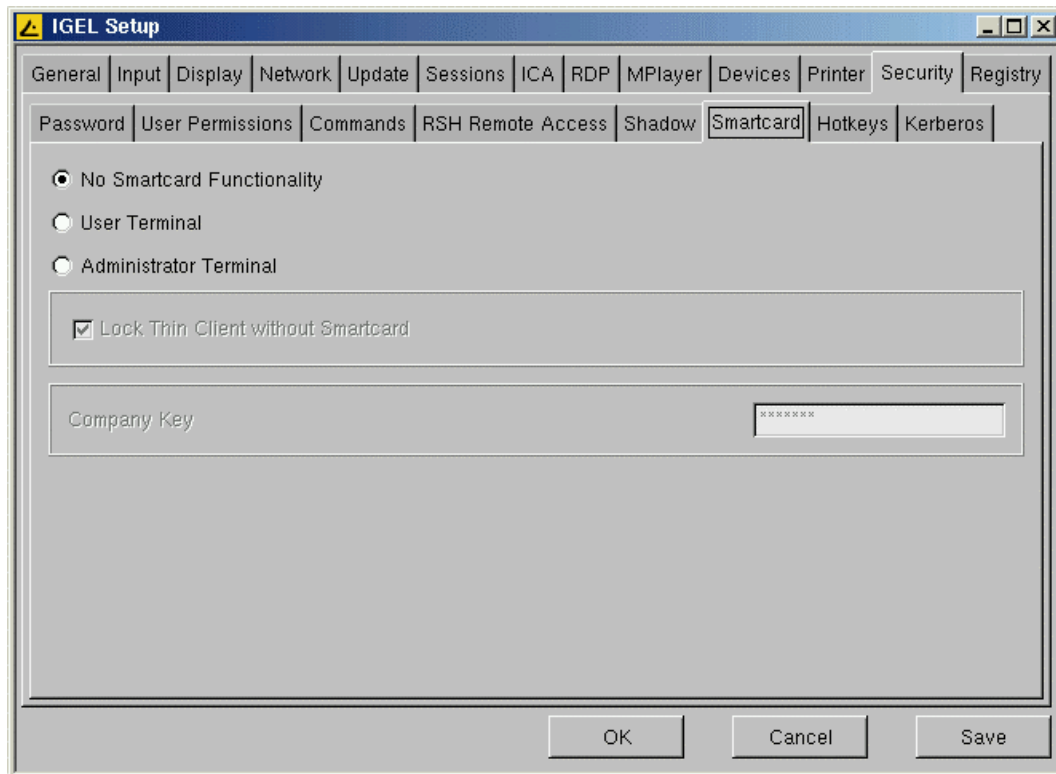 IGEL Setup
General Input Display Network Update Sessions ICA RDP MPlayer Devices Printer Security Registry
Password User Permissions Commands RSH Remote Access Shadow Smartcard Hotkeys Kerberos
No Smartcard Functionality
User Terminal
Administrator Terminal
Lock Thin Client without Smartcard
Company Key *******
OK Cancel Save